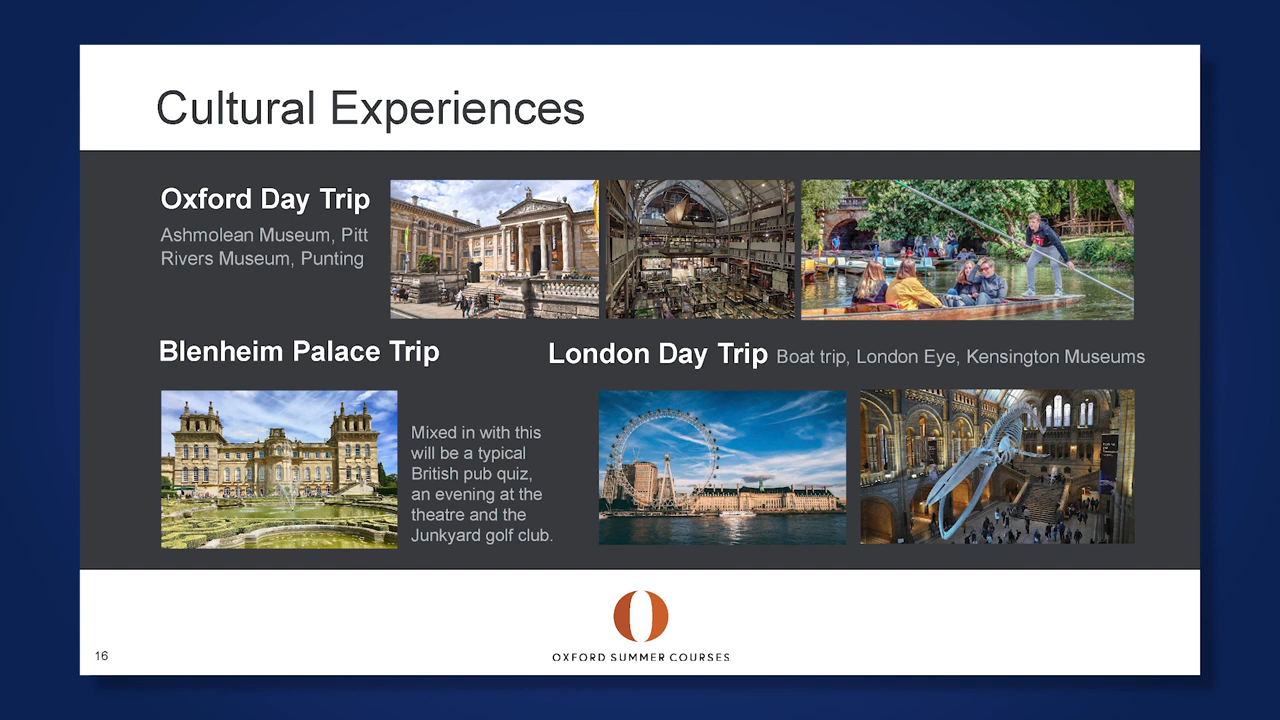 Cultural Experiences
Oxford Day Trip
Ashmolean Museum, Pitt
Rivers Museum, Punting
Blenheim Palace Trip
London Day Trip Boat trip, London Eye, Kensington Museums
Mixed in with this
will be a typical
British pub quiz,
an evening at the
theatre and the
Junkyard golf club.
OXFORD SUMMER COURSES
16